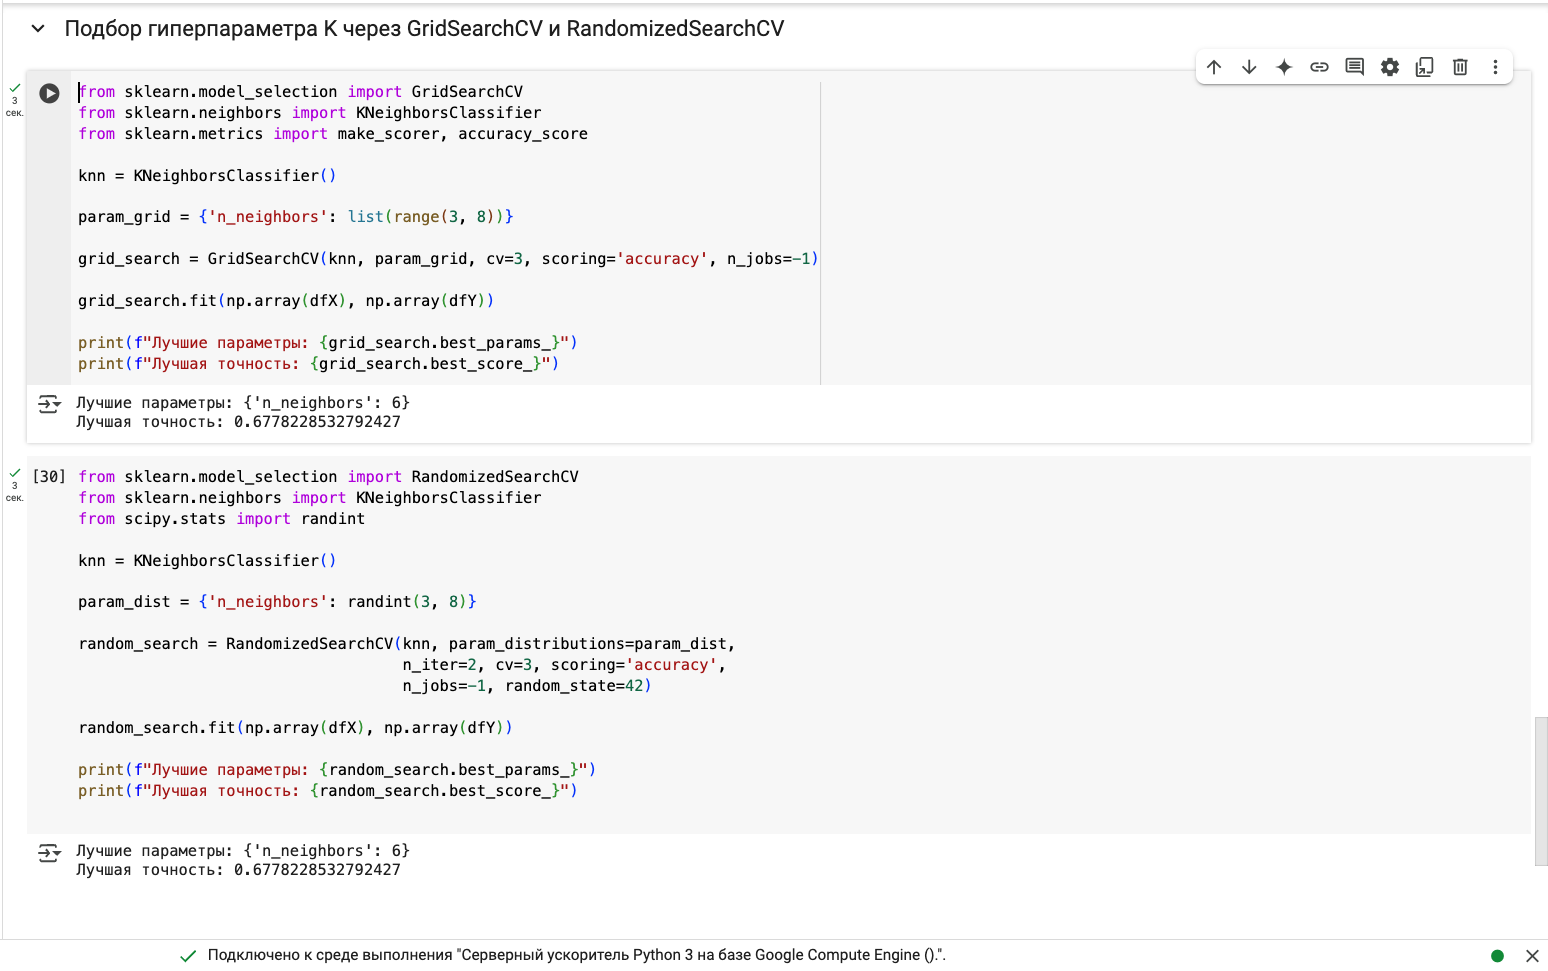 Подбор гиперпараметра K через GridSearchCV и RandomizedSearchCV
3
сек.
from sklearn.model_selection import GridSearchCV
from sklearn.neighbors import KNeighborsClassifier
from sklearn.metrics import make_scorer, accuracy_score
knn = KNeighborsClassifier()
param_grid = {'n_neighbors': list(range(3, 8))}
grid_search = GridSearchCV(knn, param_grid, cv=3, scoring='accuracy', n_jobs=-1)
grid_search.fit(np.array(dfX), np.array(dfY))
print(f"Лучшие параметры: {grid_search.best_params_}")
print(f"Лучшая точность: {grid_search.best_score_}")
Лучшие параметры: {'n_neighbors': 6}
Лучшая точность: 0.6778228532792427
3
сек.
[30] from sklearn.model_selection import RandomizedSearchCV
from sklearn.neighbors import KNeighborsClassifier
from scipy.stats import randint
knn = KNeighborsClassifier()
param_dist = {'n_neighbors': randint(3, 8)}
random_search = RandomizedSearchCV(knn, param_distributions=param_dist,
n_iter=2, cv=3, scoring='accuracy',
n_jobs=-1, random_state=42)
random_search.fit(np.array(dfX), np.array(dfY))
print(f"Лучшие параметры: {random_search.best_params_}")
print(f"Лучшая точность: {random_search.best_score_}")
Лучшие параметры: {'n_neighbors': 6}
Лучшая точность: 0.6778228532792427
Подключено к среде выполнения "Серверный ускоритель Python 3 на базе Google Compute Engine ().".